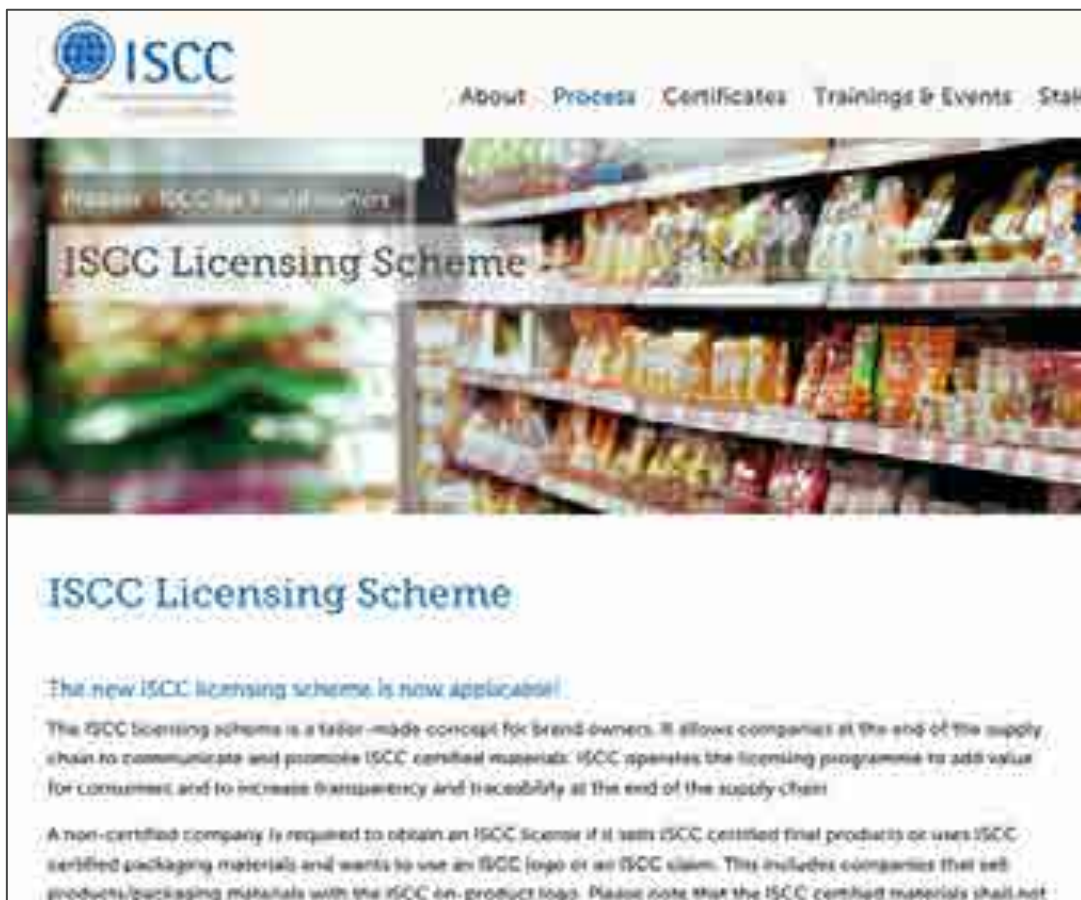 ISCC
About Process Certificates Trainings & Events Stak
Process - ISCC for Brand owners
ISCC Licensing Scheme
ISCC Licensing Scheme
The new ISCC licensing scheme is now applicable!
The ISCC licensing scheme is a tailor-made concept for brand owners. It allows companies at the end of the supply
chain to communicate and promote ISCC certified materials. ISCC operates the licensing programme to add value
for consumers and to increase transparency and traceability at the end of the supply chain
A non-certified company is required to obtain an ISCC license if it sells ISCC certified final products or uses ISCC
certified packaging materials and wants to use an ISCC logo or an ISCC claim. This includes companies that sell
products/packaging materials with the ISCC on-product logo. Please note that the ISCC certified materials shall not